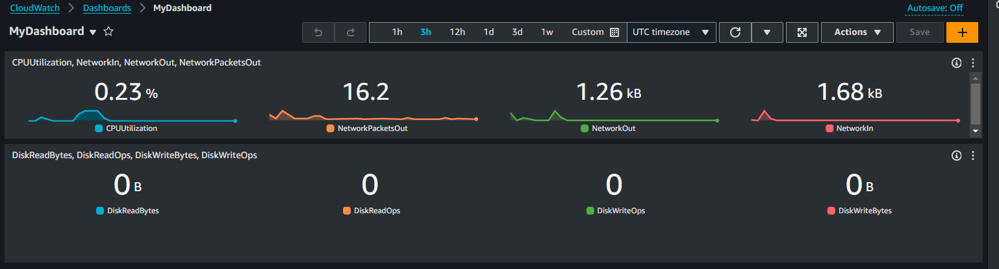 CloudWatch > Dashboards > MyDashboard
Autosave: Off
MyDashboard
1h 3h 12h 1d 3d 1w Custom UTC timezone Actions Save +
CPUUtilization, NetworkIn, NetworkOut, NetworkPacketsOut
0.23 % 16.2 1.26 kB 1.68 kB
CPUUtilization NetworkPacketsOut NetworkOut NetworkIn
DiskReadBytes, DiskReadOps, DiskWriteBytes, DiskWriteOps
0 B 0 0 0 B
DiskReadBytes DiskReadOps DiskWriteOps DiskWriteBytes